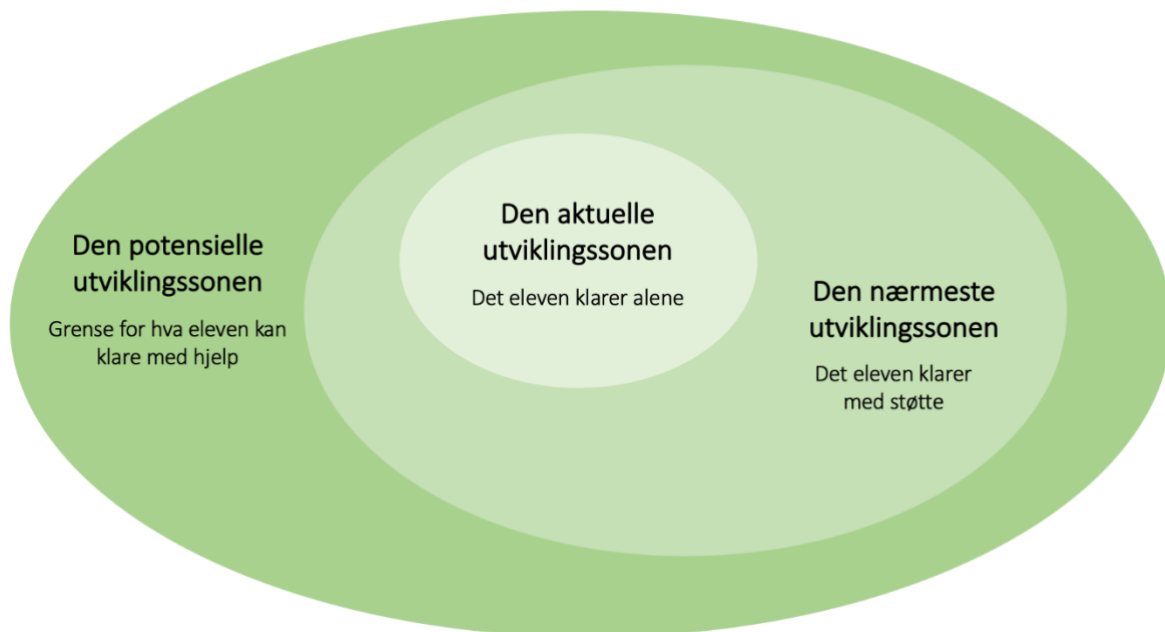 Den potensielle
utviklingssonen
Grense for hva eleven kan
klare med hjelp
Den aktuelle
utviklingssonen
Det eleven klarer alene
Den nærmeste
utviklingssonen
Det eleven klarer
med støtte